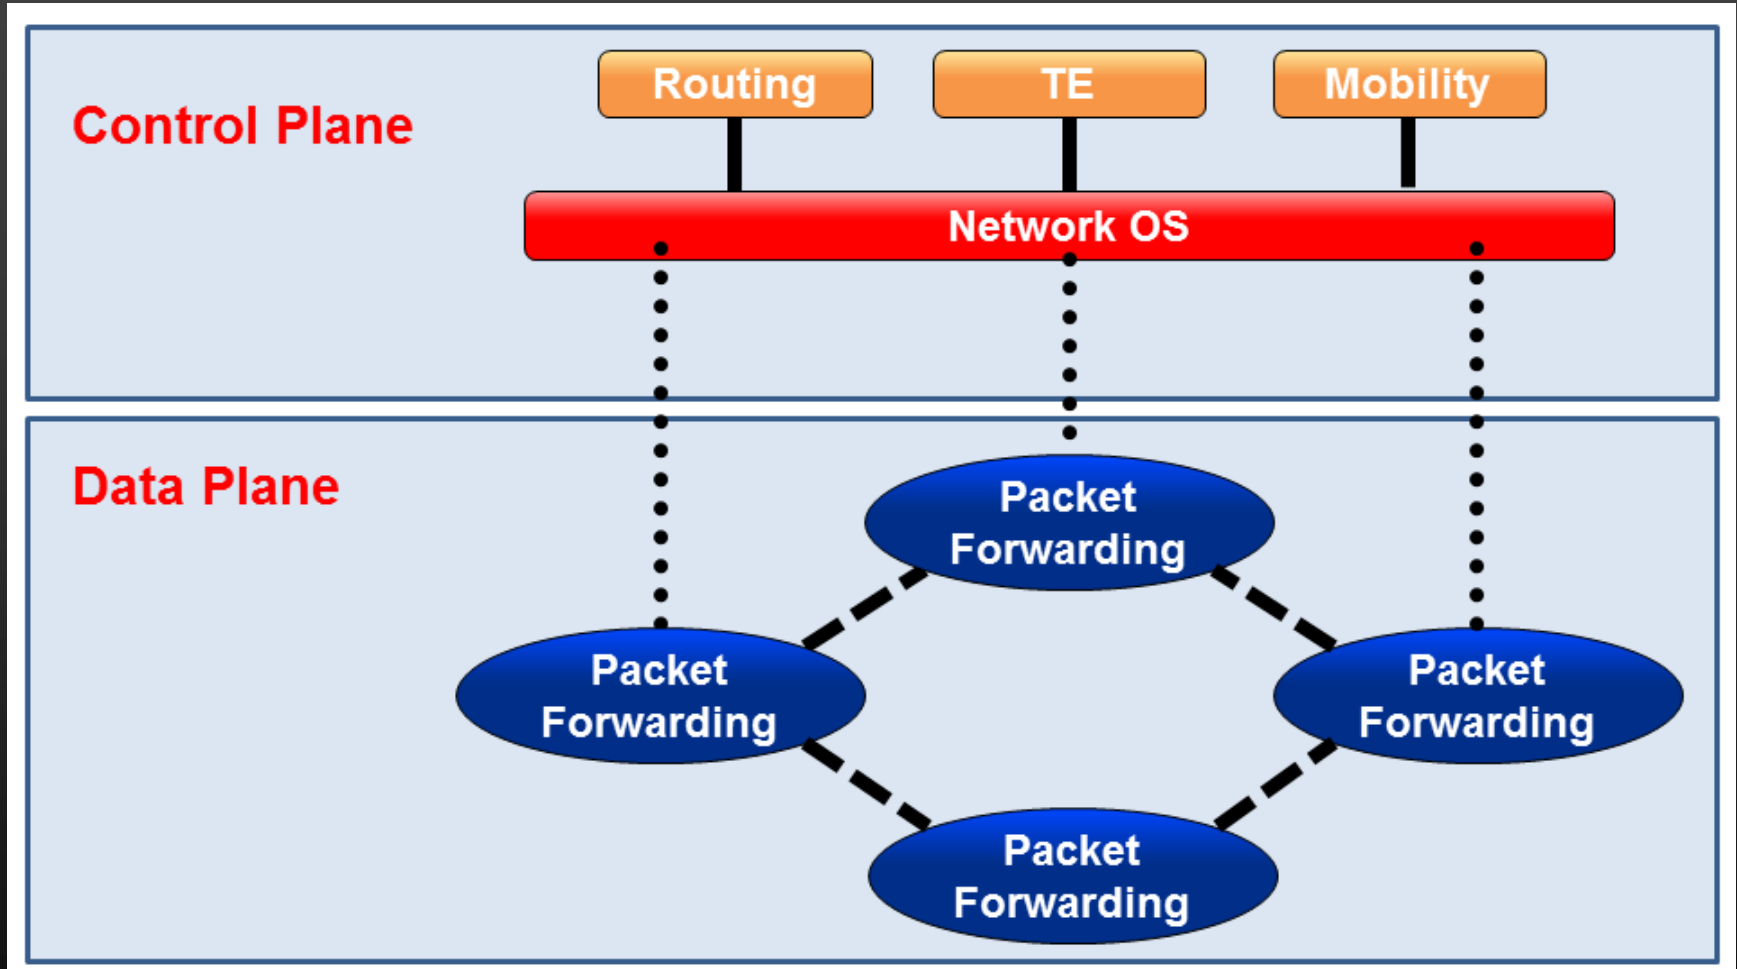 Control Plane
Routing
TE
Mobility
Network OS
Data Plane
Packet
Forwarding
Packet
Forwarding
Packet
Forwarding
Packet
Forwarding